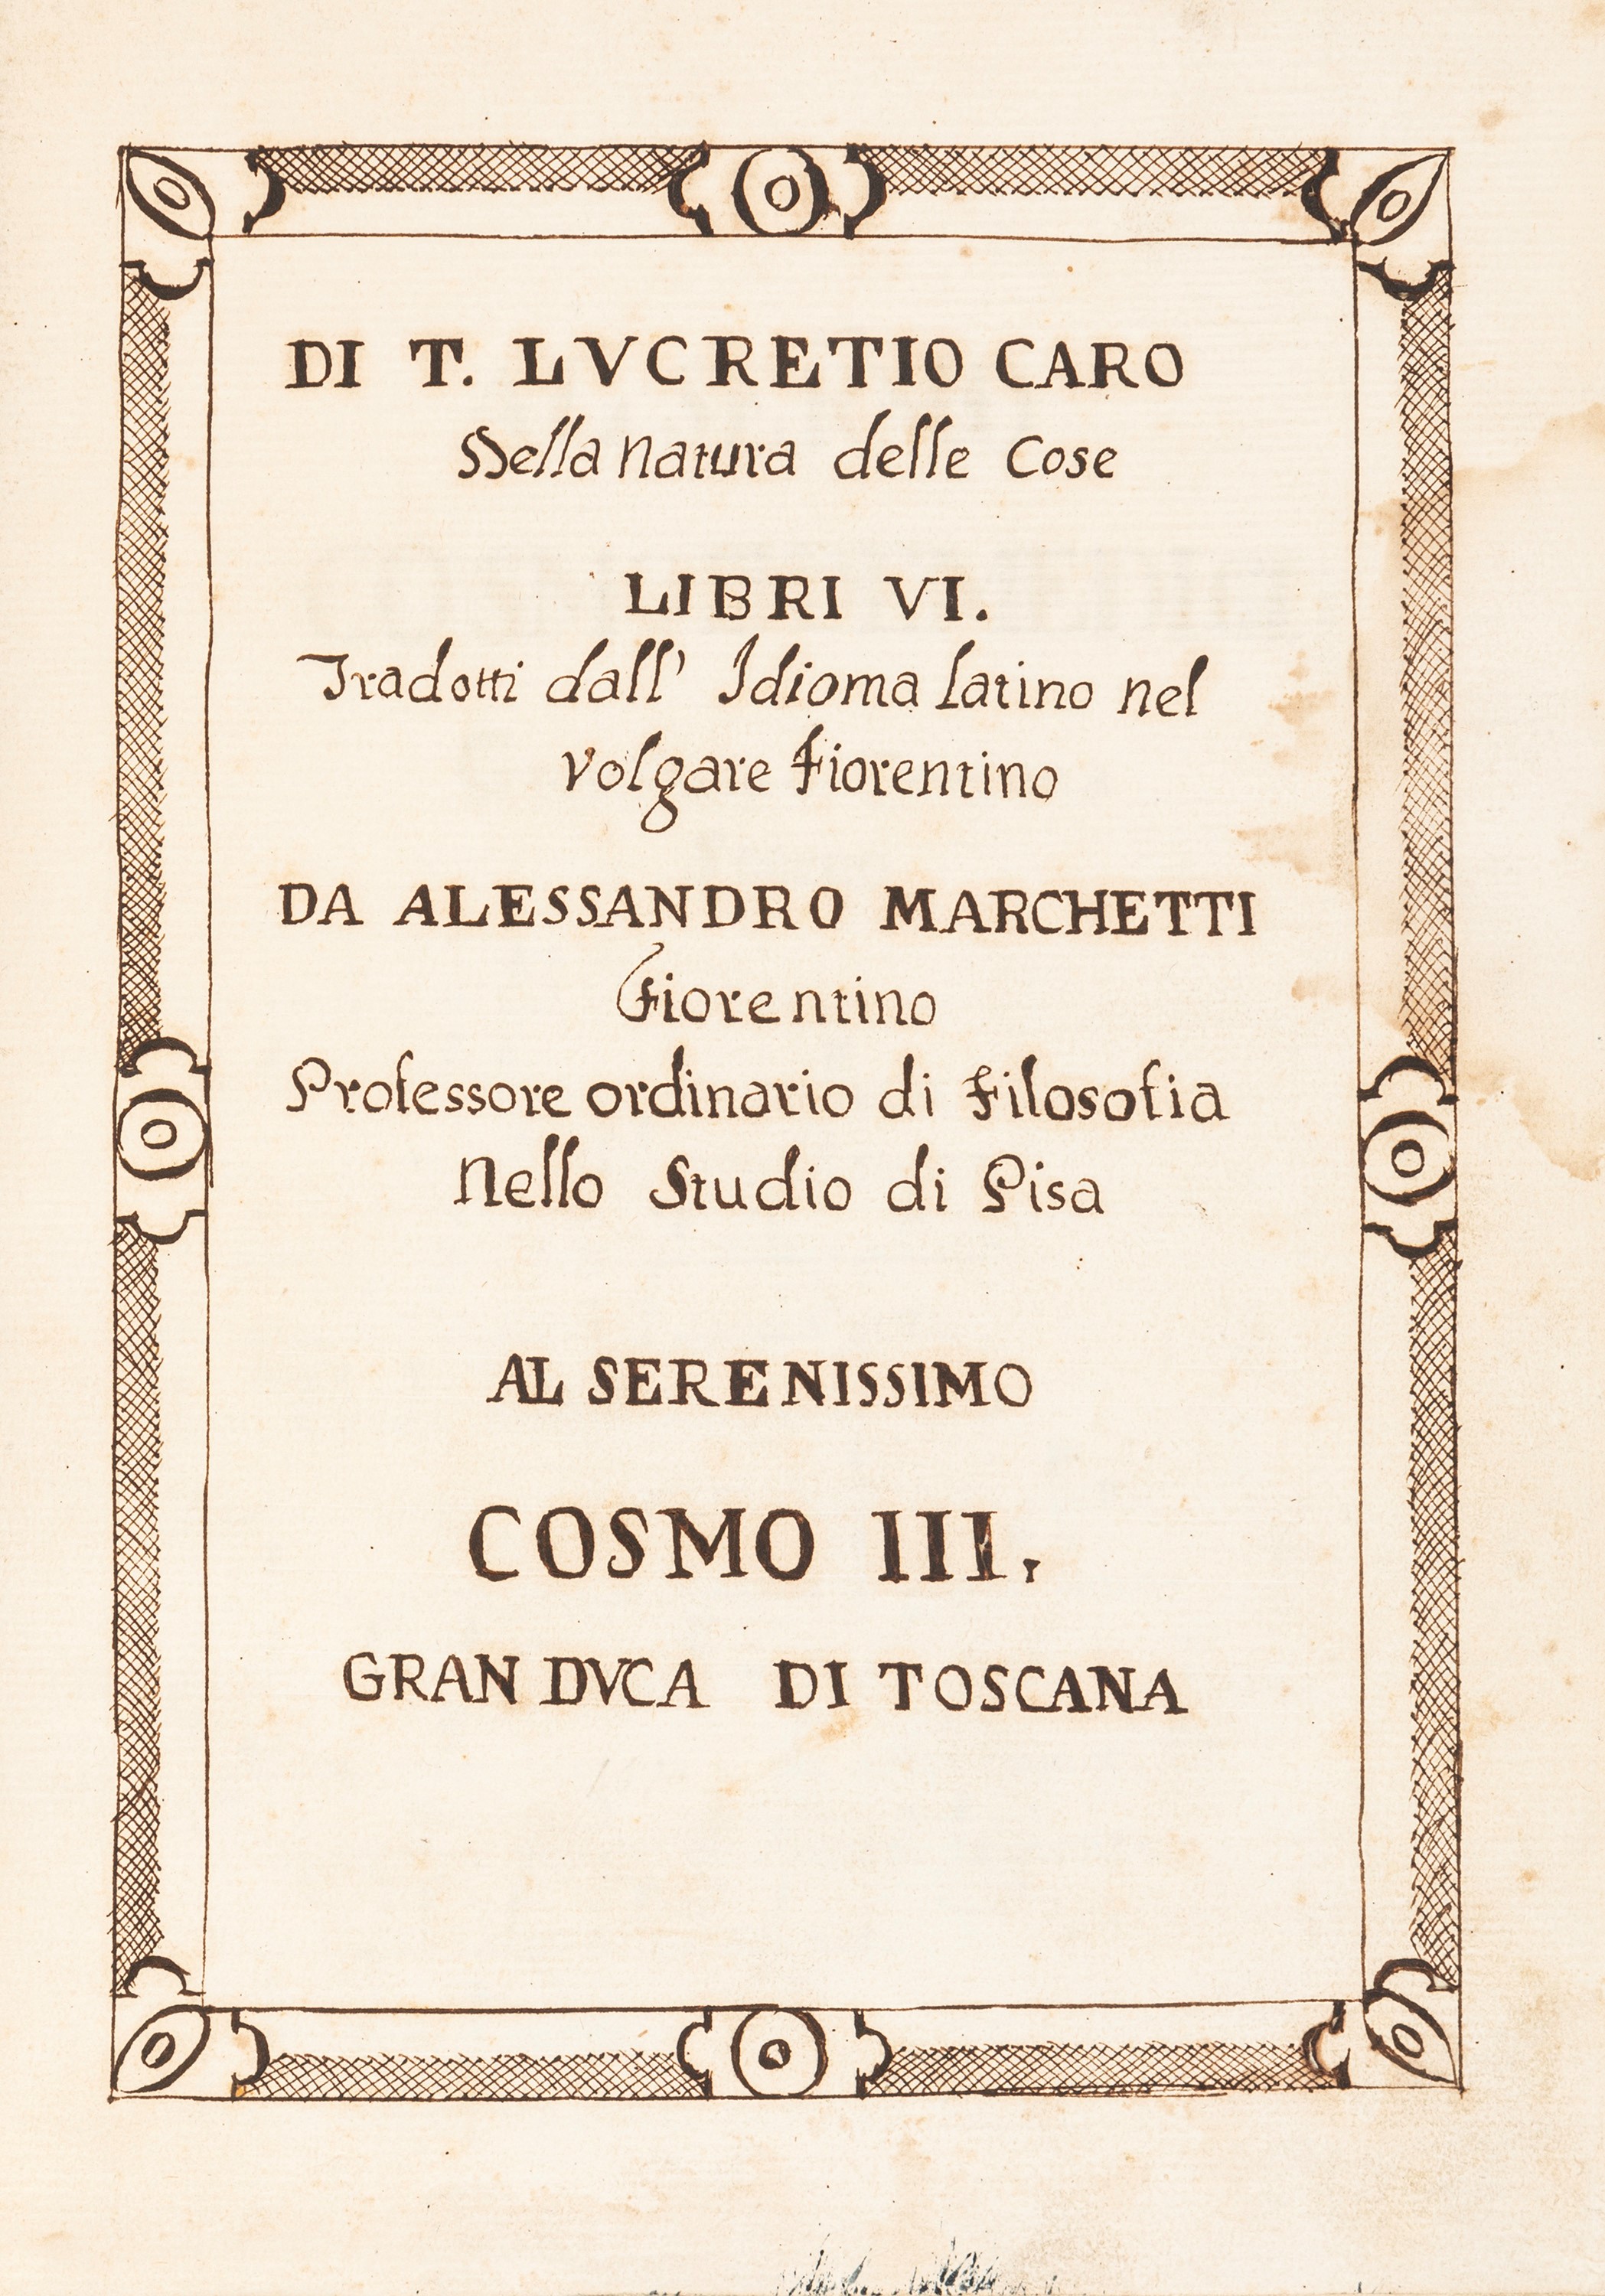 DI T. LVCRETIO CARO
Della natura delle Cose
LIBRI VI.
Tradotti dall' Idioma latino nel
volgare fiorentino
DA ALESSANDRO MARCHETTI
Fiorentino
Professore ordinario di Filosofia
Nello Studio di Pisa
AL SERENISSIMO
COSMO III.
GRAN DVCA DI TOSCANA